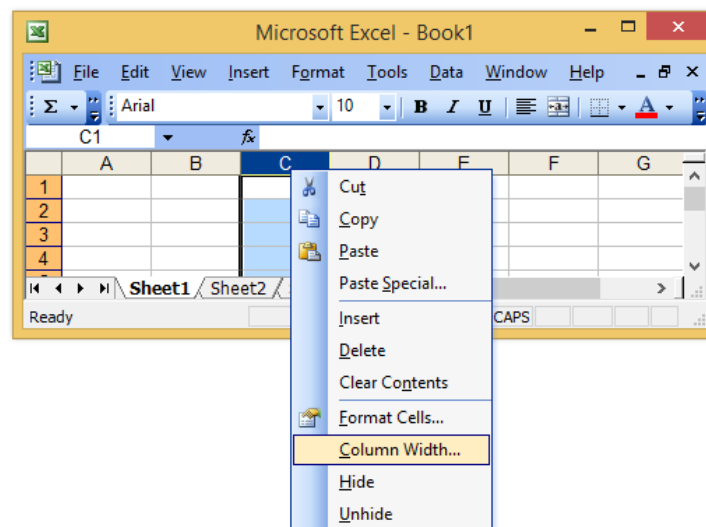 Microsoft Excel - Book1
File Edit View Insert Format Tools Data Window Help
Σ Arial 10 B I U A
C1 fx
A B C D E F G
1
2
3
4
Sheet1 Sheet2
Ready CAPS
Cut
Copy
Paste
Paste Special...
Insert
Delete
Clear Contents
Format Cells...
Column Width...
Hide
Unhide